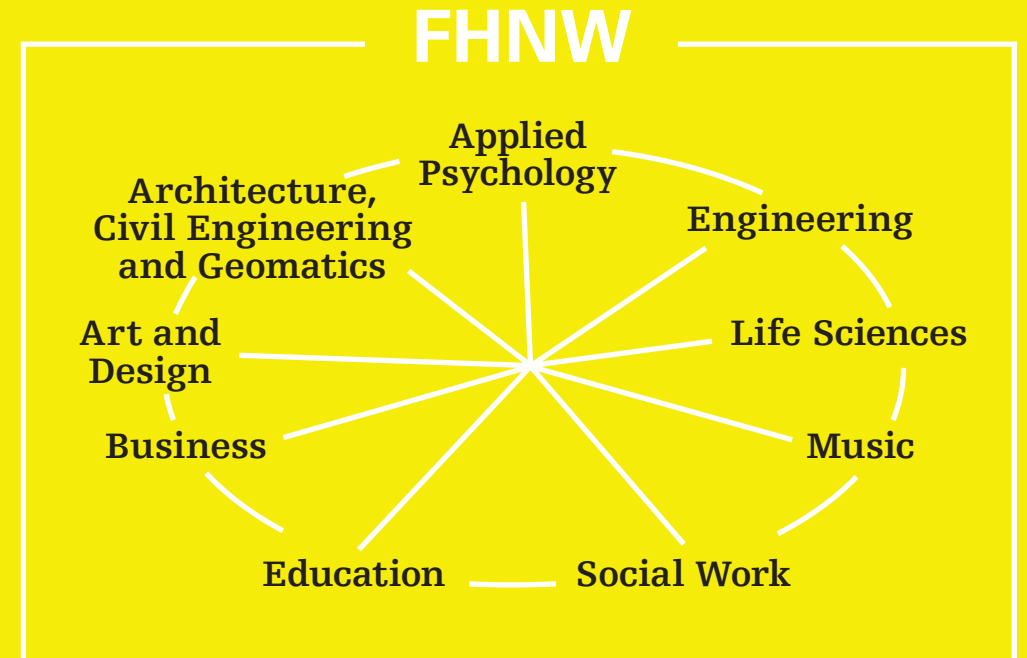 FHNW
Applied
Psychology
Architecture,
Civil Engineering
and Geomatics
Engineering
Art and
Design
Life Sciences
Business
Music
Education
Social Work